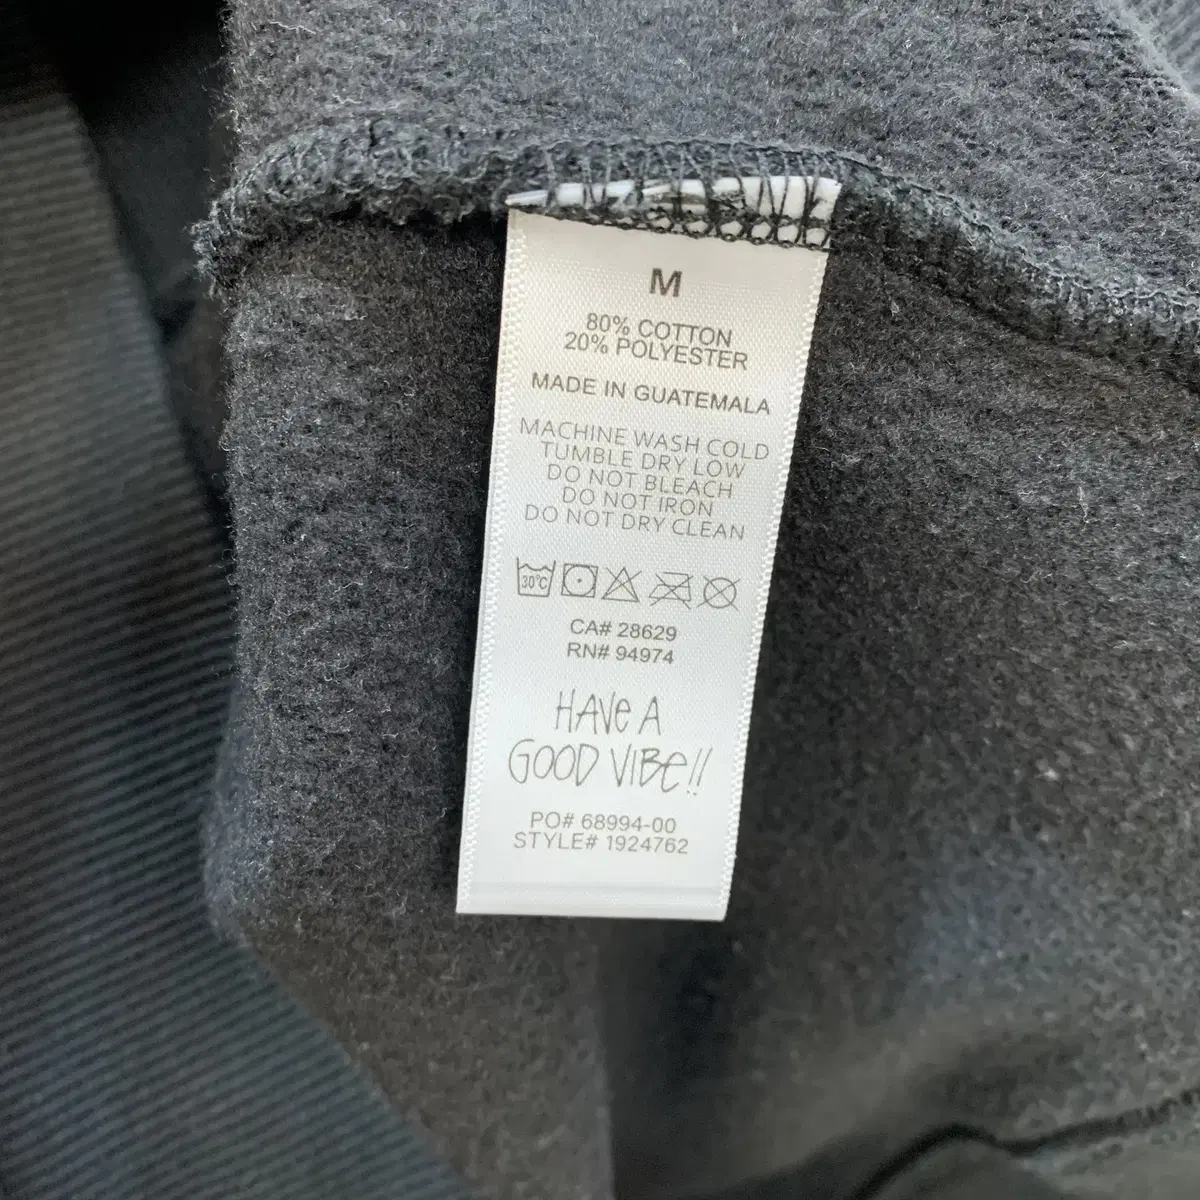 M
80% COTTON
20% POLYESTER
MADE IN GUATEMALA
MACHINE WASH COLD
TUMBLE DRY LOW
DO NOT BLEACH
DO NOT IRON
DO NOT DRY CLEAN
30°C
CA# 28629
RN# 94974
HAVe A
GOOD VIBe!!
PO# 68994-00
STYLE# 1924762